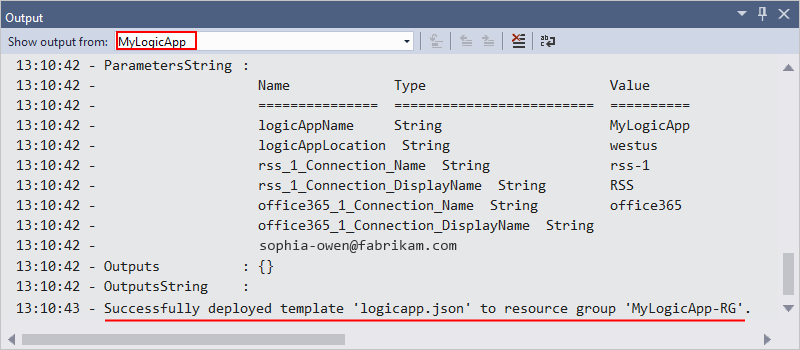 Output
Show output from: MyLogicApp
13:10:42 - ParametersString :
13:10:42 - Name Type Value
13:10:42 - =============== ========================= ==========
13:10:42 - logicAppName String MyLogicApp
13:10:42 - logicAppLocation String westus
13:10:42 - rss_1_Connection_Name String rss-1
13:10:42 - rss_1_Connection_DisplayName String RSS
13:10:42 - office365_1_Connection_Name String office365
13:10:42 - office365_1_Connection_DisplayName String
13:10:42 - sophia-owen@fabrikam.com
13:10:42 - Outputs : {}
13:10:42 - OutputsString :
13:10:43 - Successfully deployed template 'logicapp.json' to resource group 'MyLogicApp-RG'.